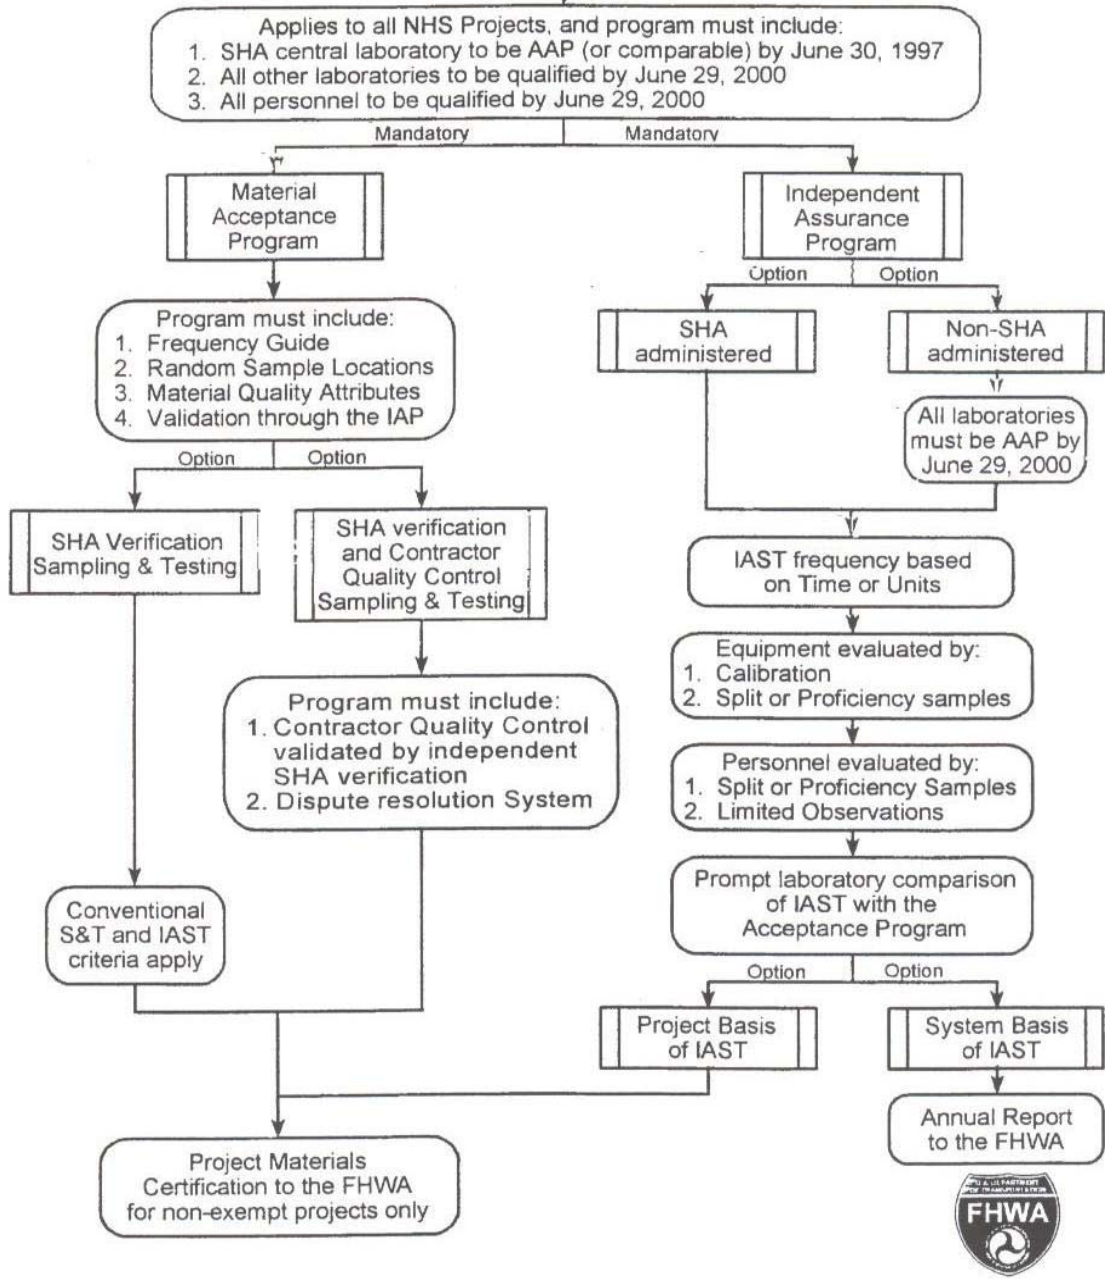 Applies to all NHS Projects, and program must include:
1. SHA central laboratory to be AAP (or comparable) by June 30, 1997
2. All other laboratories to be qualified by June 29, 2000
3. All personnel to be qualified by June 29, 2000
Mandatory
Mandatory
Material
Acceptance
Program
Independent
Assurance
Program
Program must include:
1. Frequency Guide
2. Random Sample Locations
3. Material Quality Attributes
4. Validation through the IAP
Option
Option
SHA
administered
Non-SHA
administered
All laboratories
must be AAP by
June 29, 2000
Option
Option
SHA Verification
Sampling & Testing
SHA verification
and Contractor
Quality Control
Sampling & Testing
Program must include:
1. Contractor Quality Control
validated by independent
SHA verification
2. Dispute resolution System
Conventional
S&T and IAST
criteria apply
IAST frequency based
on Time or Units
Equipment evaluated by:
1. Calibration
2. Split or Proficiency samples
Personnel evaluated by:
1. Split or Proficiency Samples
2. Limited Observations
Prompt laboratory comparison
of IAST with the
Acceptance Program
Option
Option
Project Basis
of IAST
System Basis
of IAST
Annual Report
to the FHWA
Project Materials
Certification to the FHWA
for non-exempt projects only
U.S. DEPARTMENT
OF TRANSPORTATION
FHWA